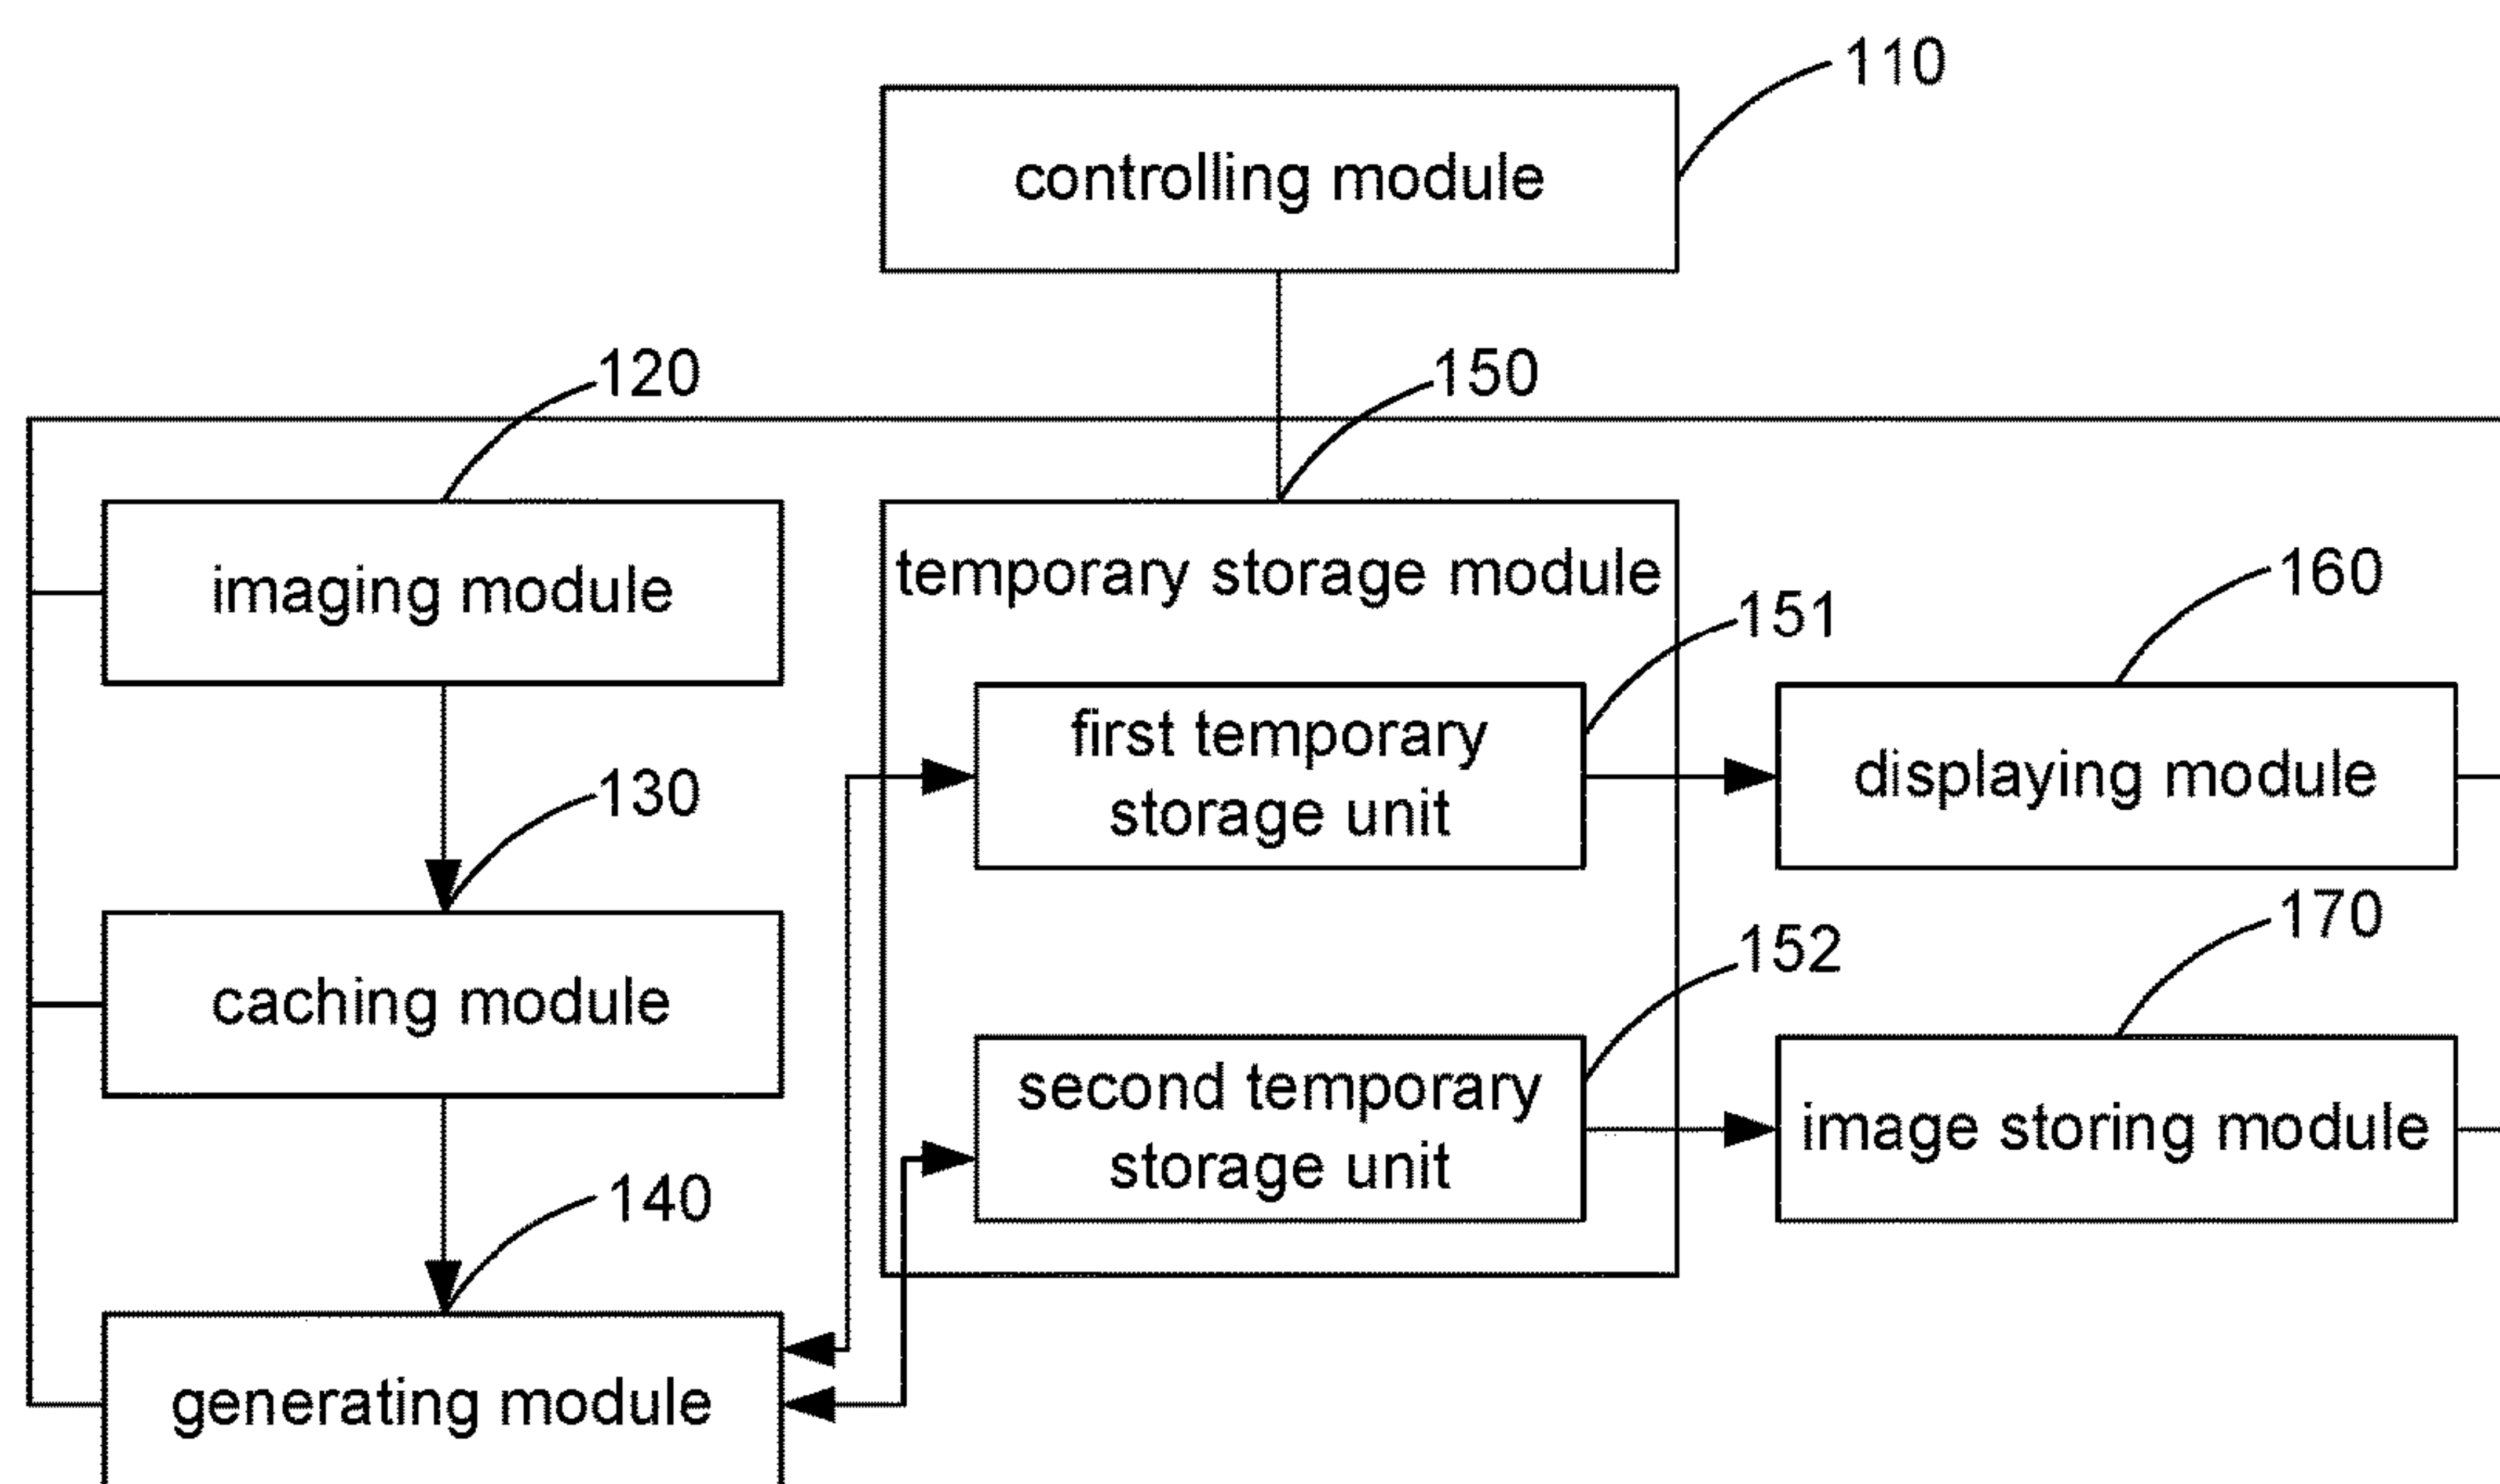 110
controlling module
120
150
imaging module
temporary storage module
160
151
first temporary
storage unit
displaying module
130
170
152
caching module
second temporary
storage unit
image storing module
140
generating module